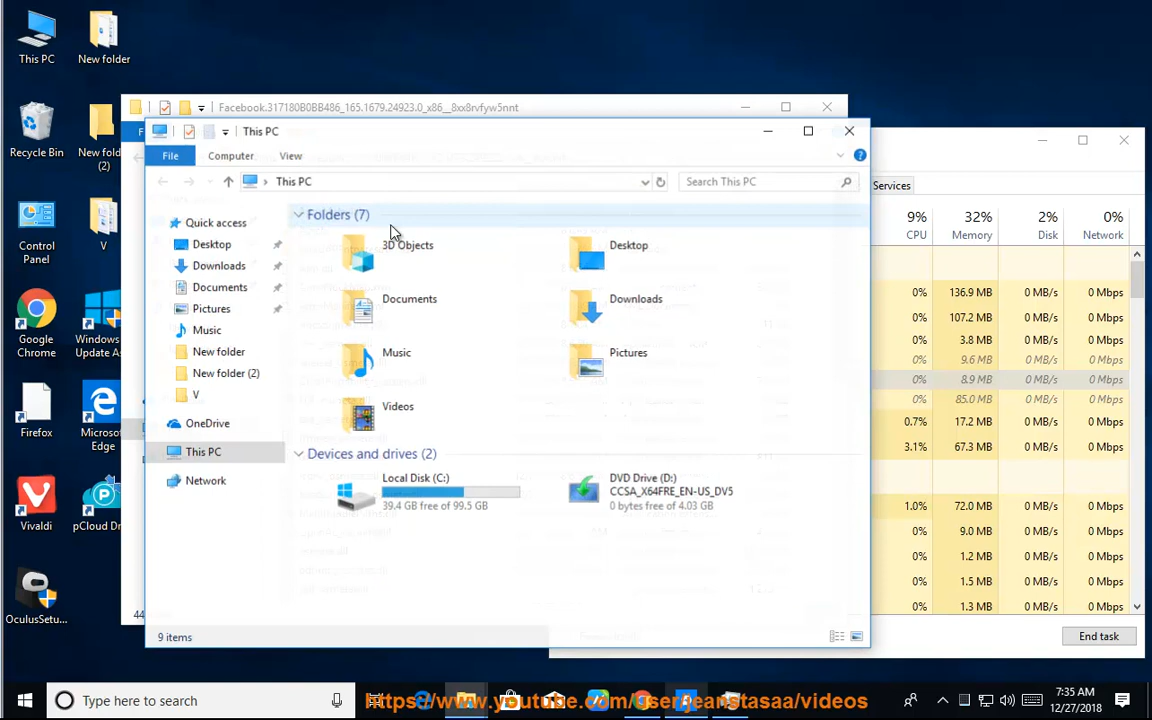 This PC
New folder
Recycle Bin
New fold
(2)
Control
Panel
V
Google
Chrome
Windows
Update As
Firefox
Microsof
Edge
Vivaldi
pCloud Dr
OculusSetu...
Facebook.317180B0BB486_165.1679.24923.0_x86__8xx8rvfyw5nnt
This PC
File
Computer
View
This PC
Search This PC
Quick access
Desktop
Downloads
Documents
Pictures
Music
New folder
New folder (2)
V
OneDrive
This PC
Network
Folders (7)
3D Objects
Desktop
Documents
Downloads
Music
Pictures
Videos
Devices and drives (2)
Local Disk (C:)
39.4 GB free of 99.5 GB
DVD Drive (D:)
CCSA_X64FRE_EN-US_DV5
0 bytes free of 4.03 GB
9 items
44
Services
9% 32% 2% 0%
CPU Memory Disk Network
0% 136.9 MB 0 MB/s 0 Mbps
0% 107.2 MB 0 MB/s 0 Mbps
0% 3.8 MB 0 MB/s 0 Mbps
0% 9.6 MB 0 MB/s 0 Mbps
0% 8.9 MB 0 MB/s 0 Mbps
0% 85.0 MB 0 MB/s 0 Mbps
0.7% 17.2 MB 0 MB/s 0 Mbps
3.1% 67.3 MB 0 MB/s 0 Mbps
1.0% 72.0 MB 0 MB/s 0 Mbps
0% 9.0 MB 0 MB/s 0 Mbps
0% 1.2 MB 0 MB/s 0 Mbps
0% 1.5 MB 0 MB/s 0 Mbps
0% 1.3 MB 0 MB/s 0 Mbps
End task
Type here to search
Https://www.youtube.com/user/jeanstasaa/videos
7:35 AM
12/27/2018